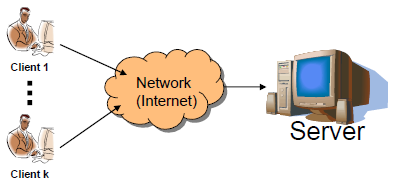 Client 1
Network
(Internet)
Server
Client k